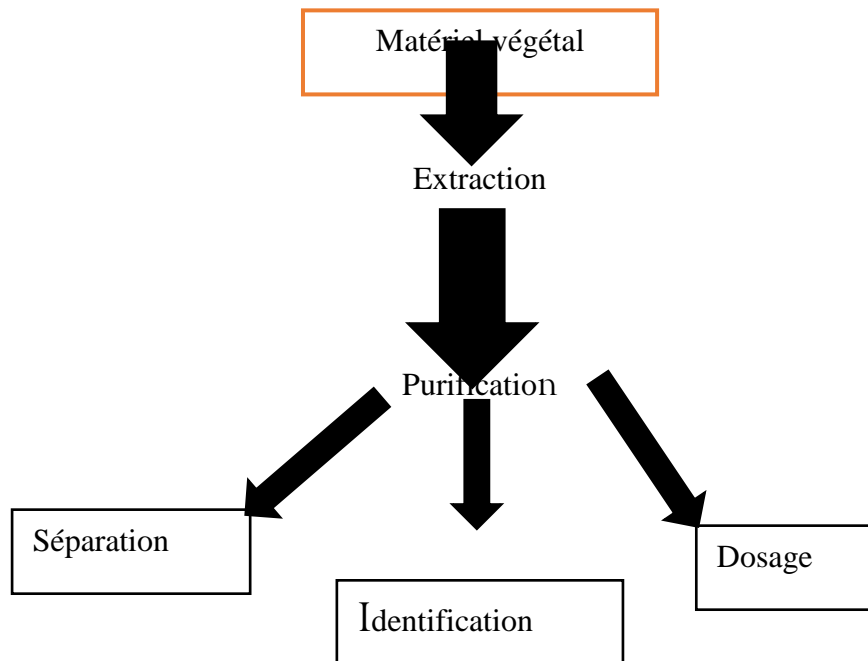 Matériel végétal
Extraction
Purification
Séparation
Dosage
Identification